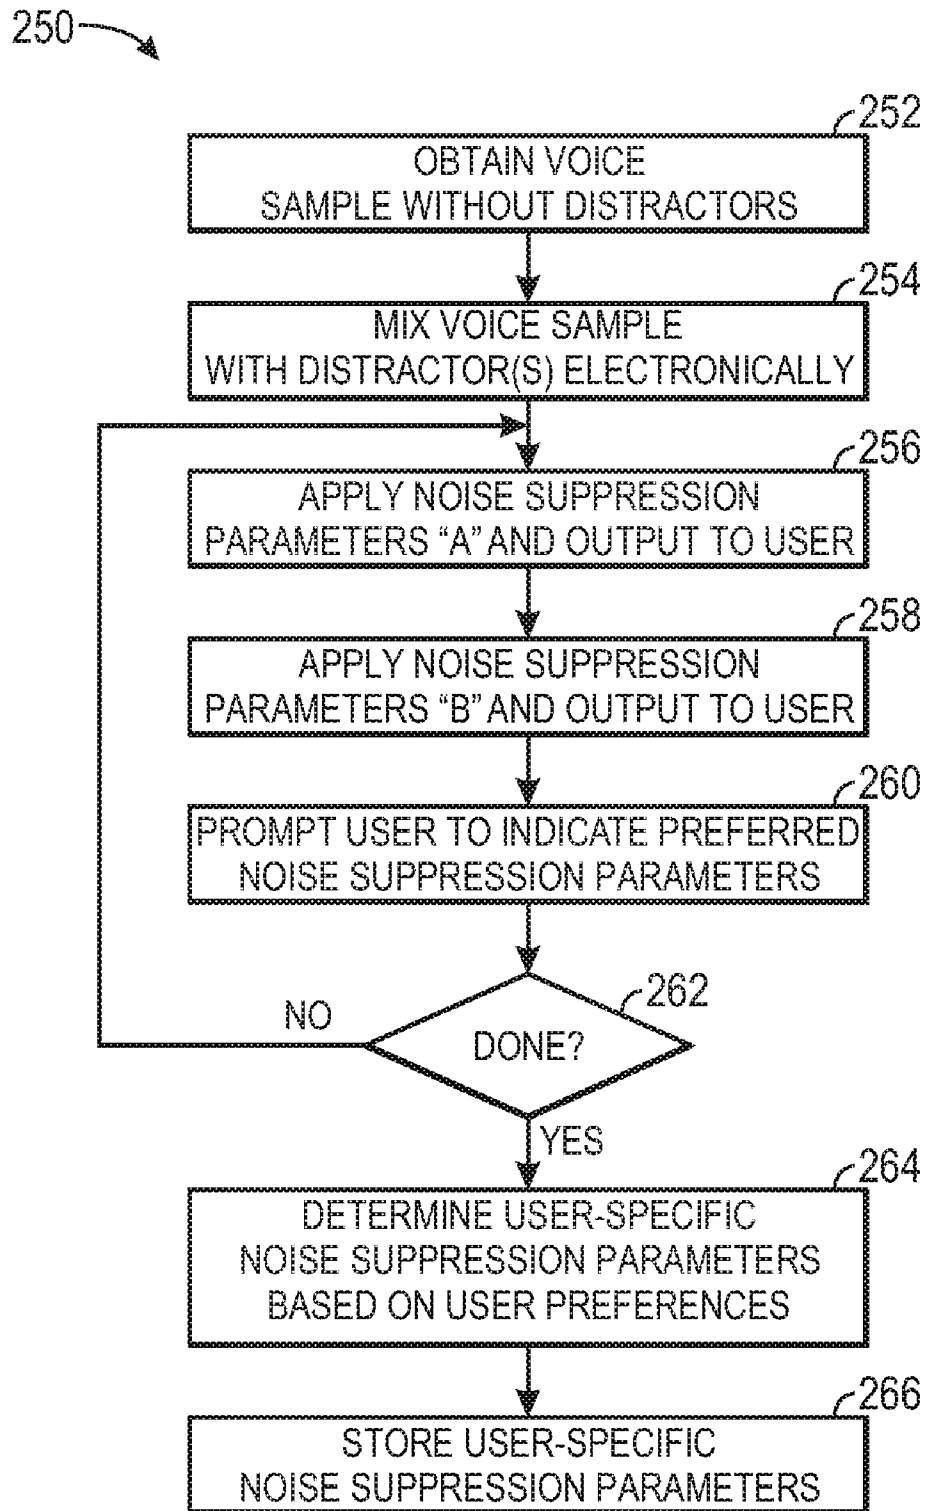 250
252
OBTAIN VOICE
SAMPLE WITHOUT DISTRACTORS
254
MIX VOICE SAMPLE
WITH DISTRACTOR(S) ELECTRONICALLY
256
APPLY NOISE SUPPRESSION
PARAMETERS “A” AND OUTPUT TO USER
258
APPLY NOISE SUPPRESSION
PARAMETERS “B” AND OUTPUT TO USER
260
PROMPT USER TO INDICATE PREFERRED
NOISE SUPPRESSION PARAMETERS
262
NO
DONE?
YES
264
DETERMINE USER-SPECIFIC
NOISE SUPPRESSION PARAMETERS
BASED ON USER PREFERENCES
266
STORE USER-SPECIFIC
NOISE SUPPRESSION PARAMETERS